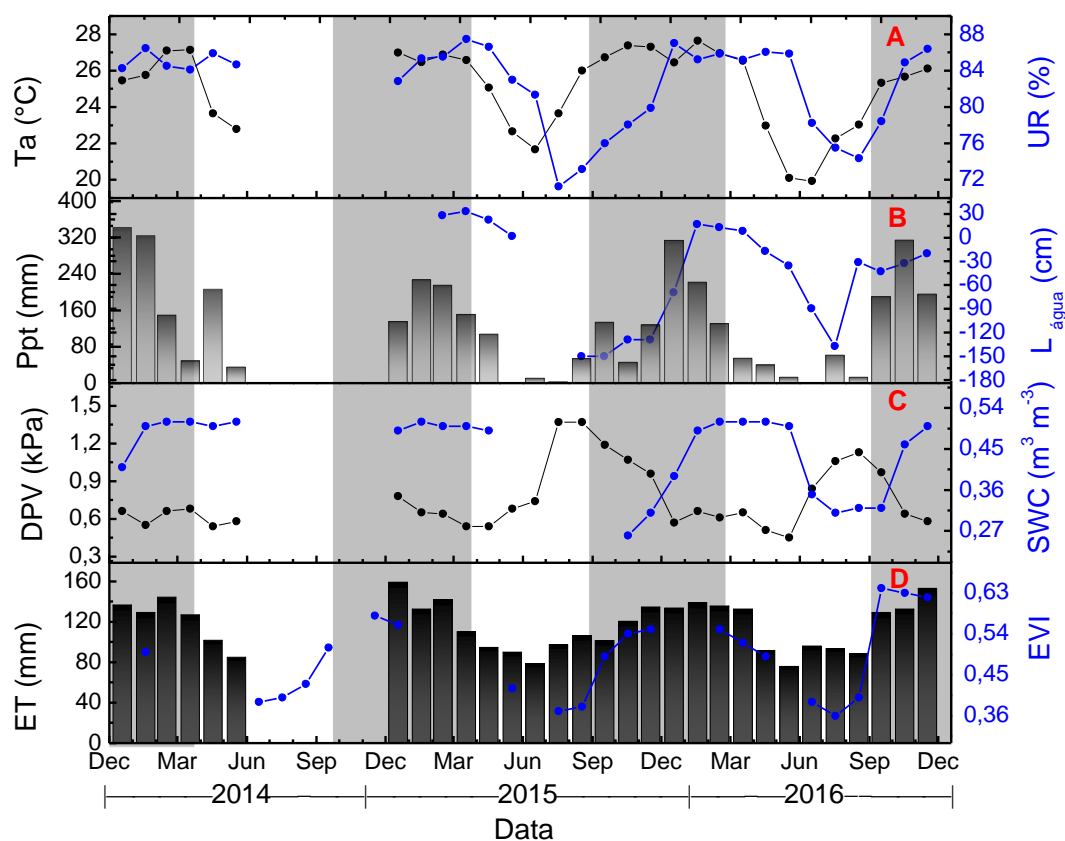 28
26
24
22
20
Ta (°C)
A
88
84
80
76
72
UR (%)
400
320
240
160
80
0
Ppt (mm)
B
30
0
-30
-60
-90
-120
-150
-180
L água (cm)
1,5
1,2
0,9
0,6
0,3
DPV (kPa)
C
0,54
0,45
0,36
0,27
SWC (m³ m⁻³)
160
120
80
40
0
ET (mm)
D
0,63
0,54
0,45
0,36
EVI
Dec Mar Jun Sep Dec Mar Jun Sep Dec Mar Jun Sep Dec
2014 2015 2016
Data